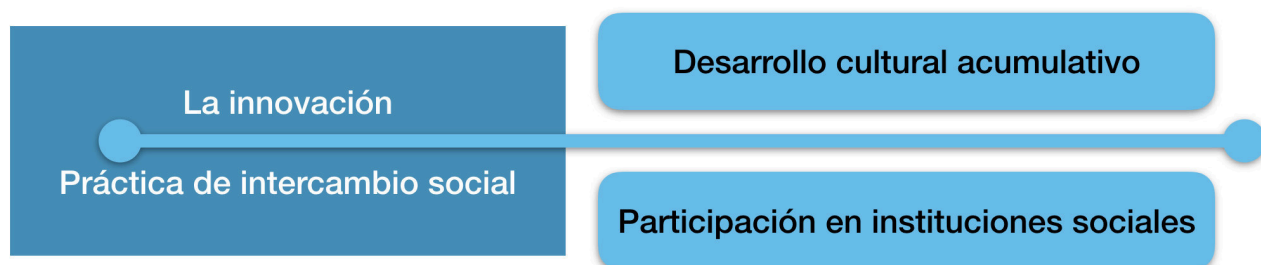 La innovación
Práctica de intercambio social
Desarrollo cultural acumulativo
Participación en instituciones sociales